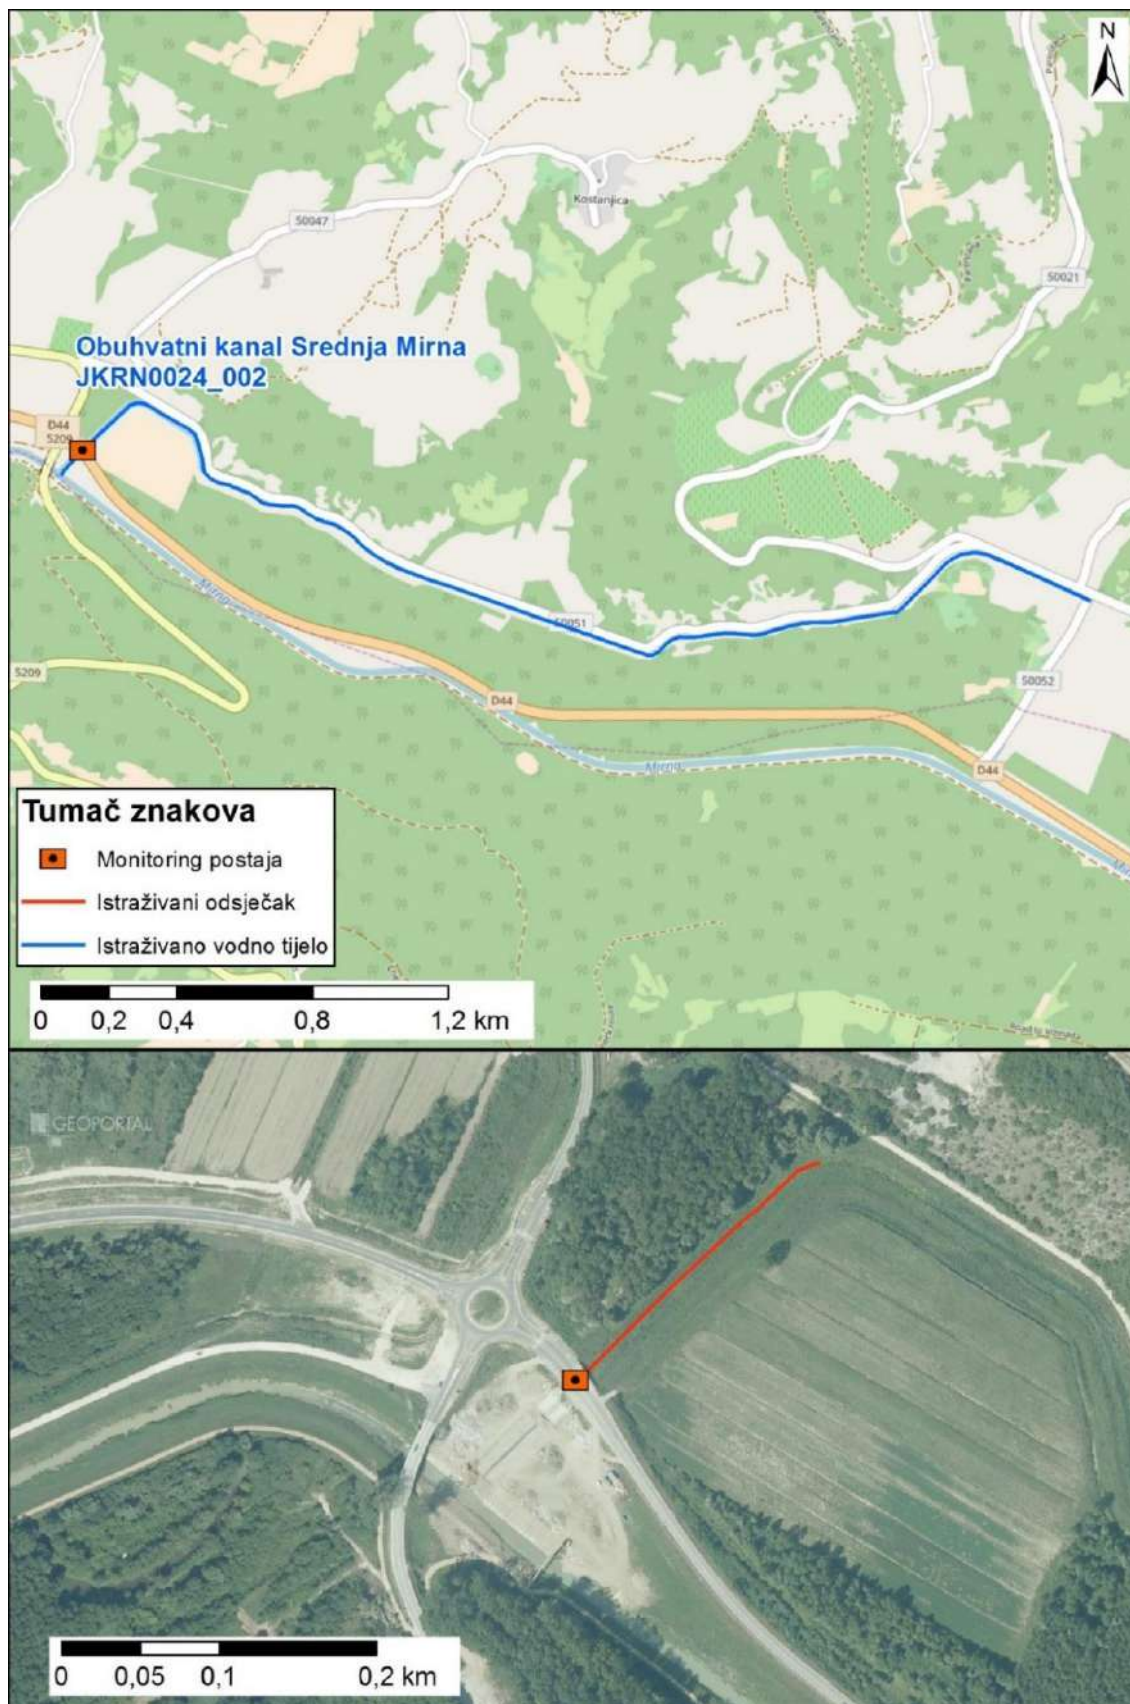 N
Kostanjica
50047
50021
Obuhvatni kanal Srednja Mirna
JKRN0024_002
D44
5209
Mirna
50051
5209
50052
D44
Mirna
D44
Tumač znakova
Monitoring postaja
Istraživani odsječak
Istraživano vodno tijelo
0 0,2 0,4 0,8 1,2 km
GEOPORTAL
0 0,05 0,1 0,2 km